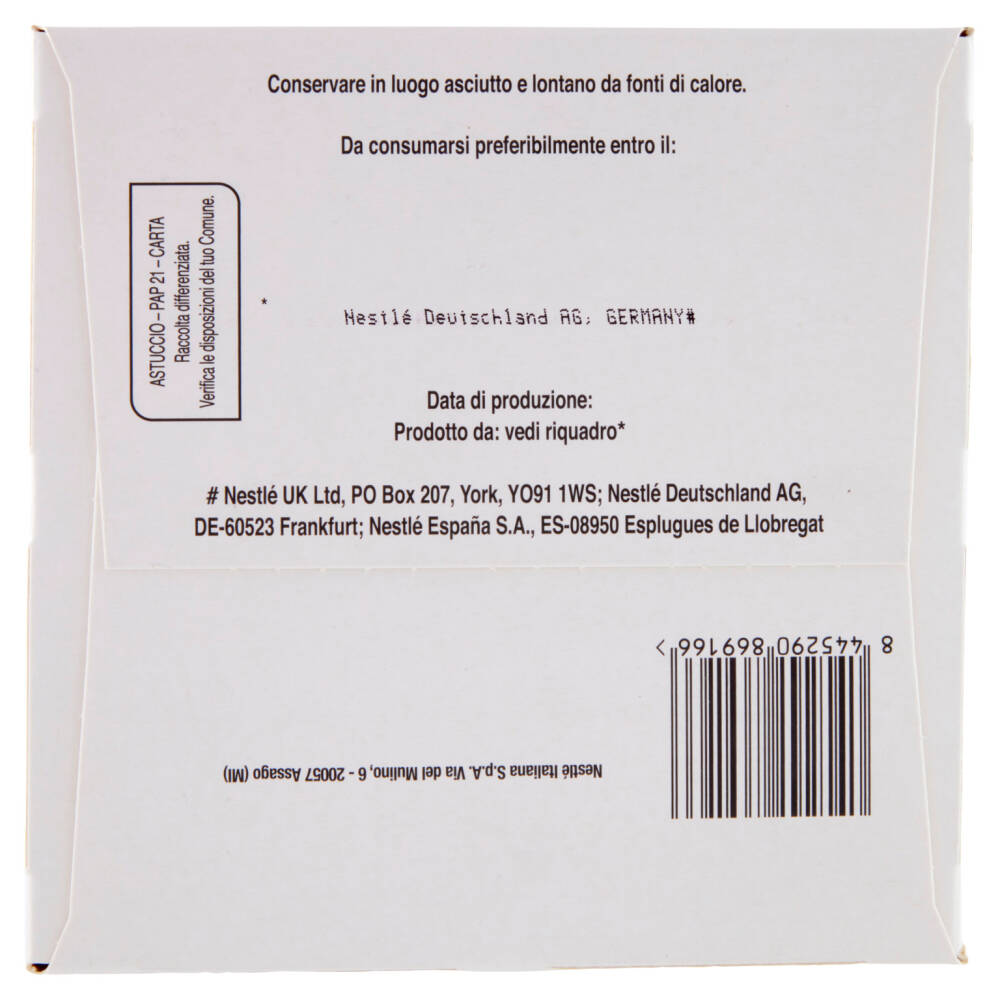 Conservare in luogo asciutto e lontano da fonti di calore.
Da consumarsi preferibilmente entro il:
ASTUCCIO – PAP 21 – CARTA
Raccolta differenziata.
Verifica le disposizioni del tuo Comune.
*
Nestlé Deutschland AG, GERMANY#
Data di produzione:
Prodotto da: vedi riquadro*
# Nestlé UK Ltd, PO Box 207, York, YO91 1WS; Nestlé Deutschland AG,
DE-60523 Frankfurt; Nestlé España S.A., ES-08950 Esplugues de Llobregat
8 445290 869166 >
Nestlé Italiana S.p.A. Via del Mulino, 6 - 20057 Assago (MI)